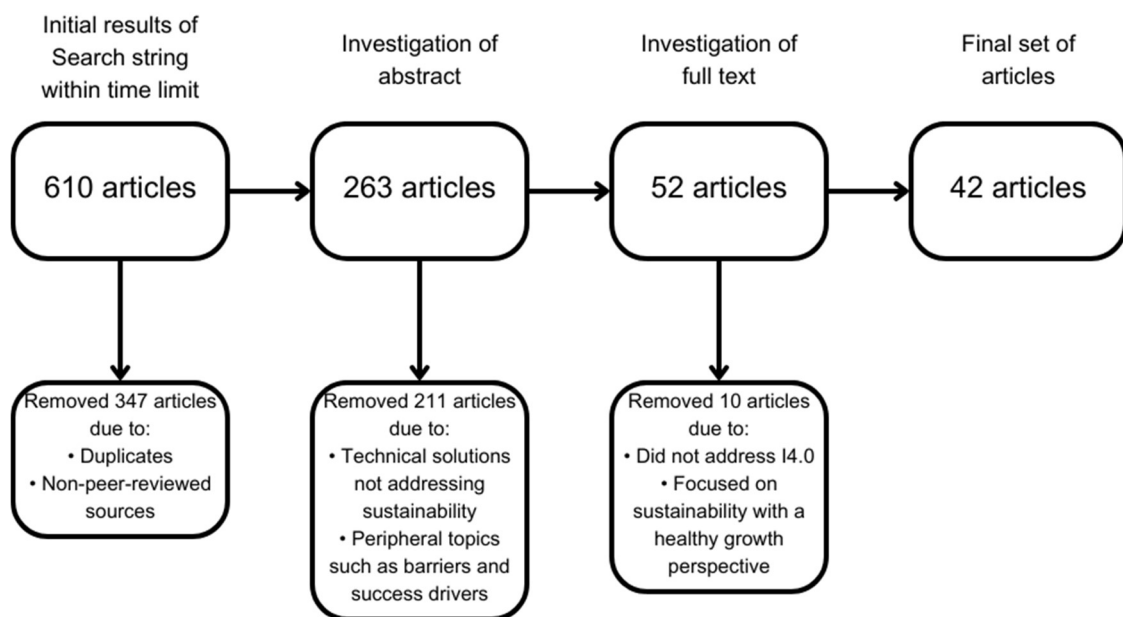 Initial results of
Search string
within time limit
Investigation of
abstract
Investigation of
full text
Final set of
articles
610 articles
263 articles
52 articles
42 articles
Removed 347 articles
due to:
• Duplicates
• Non-peer-reviewed
sources
Removed 211 articles
due to:
• Technical solutions
not addressing
sustainability
• Peripheral topics
such as barriers and
success drivers
Removed 10 articles
due to:
• Did not address I4.0
• Focused on
sustainability with a
healthy growth
perspective